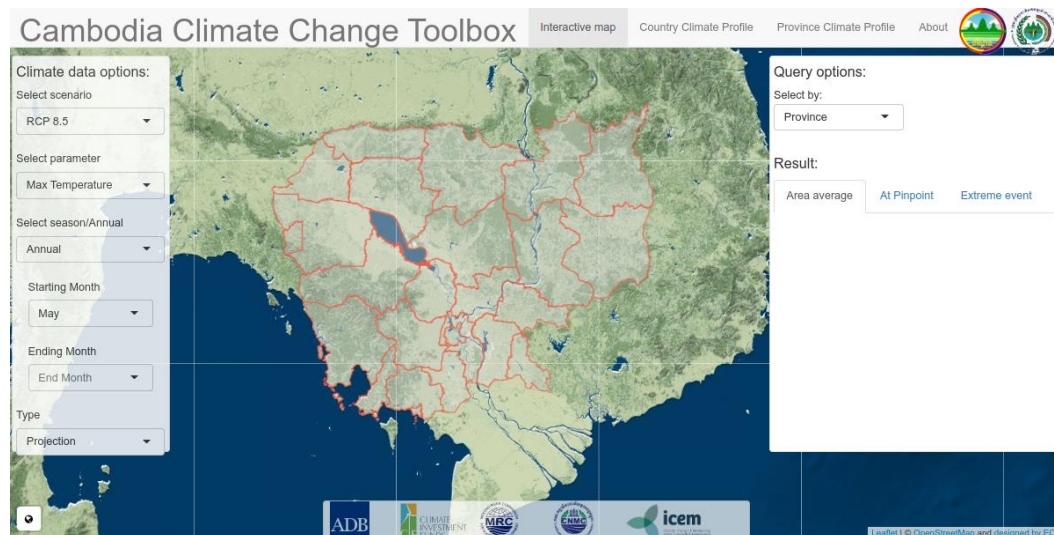 Cambodia Climate Change Toolbox
Interactive map
Country Climate Profile
Province Climate Profile
About
Climate data options:
Select scenario
RCP 8.5
Select parameter
Max Temperature
Select season/Annual
Annual
Starting Month
May
Ending Month
End Month
Type
Projection
Query options:
Select by:
Province
Result:
Area average
At Pinpoint
Extreme event
ADB
CLIMATE
INVESTMENT
FUNDS
MRC
CNMC
icem
Leaflet | © OpenStreetMap and designed by